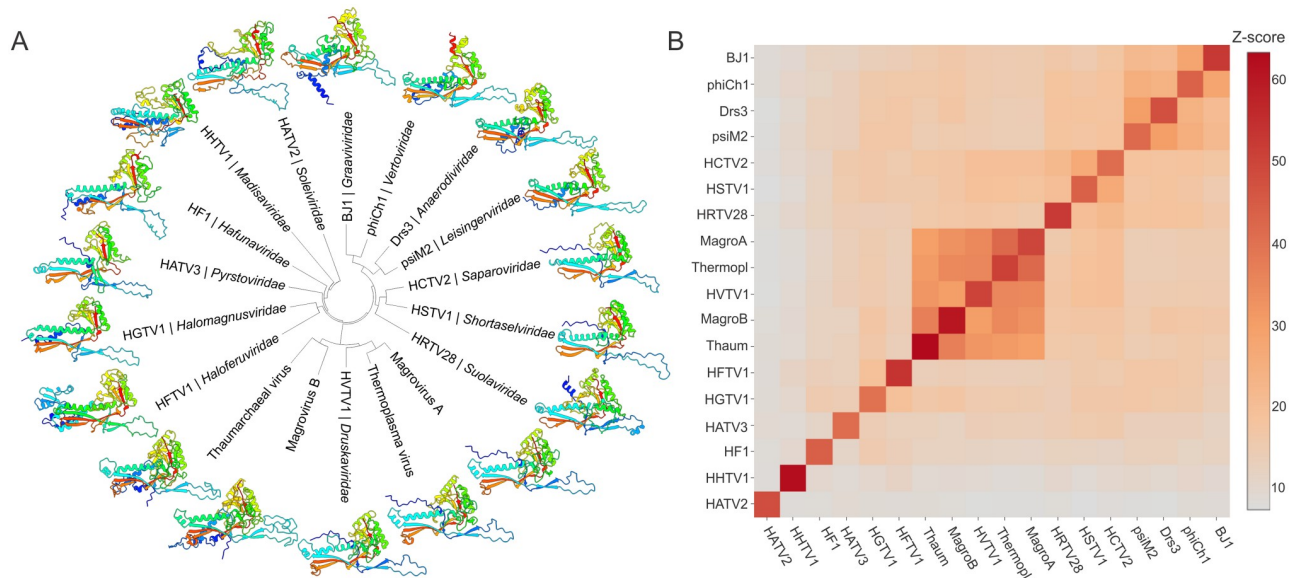 A
BJ1 | Graaviviridae
phiCh1 | Vertoviridae
Drs3 | Anaerodiviridae
psiM2 | Leisingerviridae
HCTV2 | Saparoviridae
HSTV1 | Shortaselviridae
HRTV28 | Suolaviridae
Magrovirus A
Thermoplasma virus
HVTV1 | Druskaviridae
Magrovirus B
Thaumarchaeal virus
HFTV1 | Haloferuviridae
HGTV1 | Halomagnusviridae
HATV3 | Pyrstoviridae
HF1 | Hafunaviridae
HHTV1 | Madisaviridae
HATV2 | Soleiviridae
B
Z-score
BJ1
phiCh1
Drs3
psiM2
HCTV2
HSTV1
HRTV28
MagroA
Thermopl
HVTV1
MagroB
Thaum
HFTV1
HGTV1
HATV3
HF1
HHTV1
HATV2
60
50
40
30
20
10
HATV2
HHTV1
HF1
HATV3
HGTV1
HFTV1
Thaum
MagroB
HVTV1
Thermopl
MagroA
HRTV28
HSTV1
HCTV2
psiM2
Drs3
phiCh1
BJ1